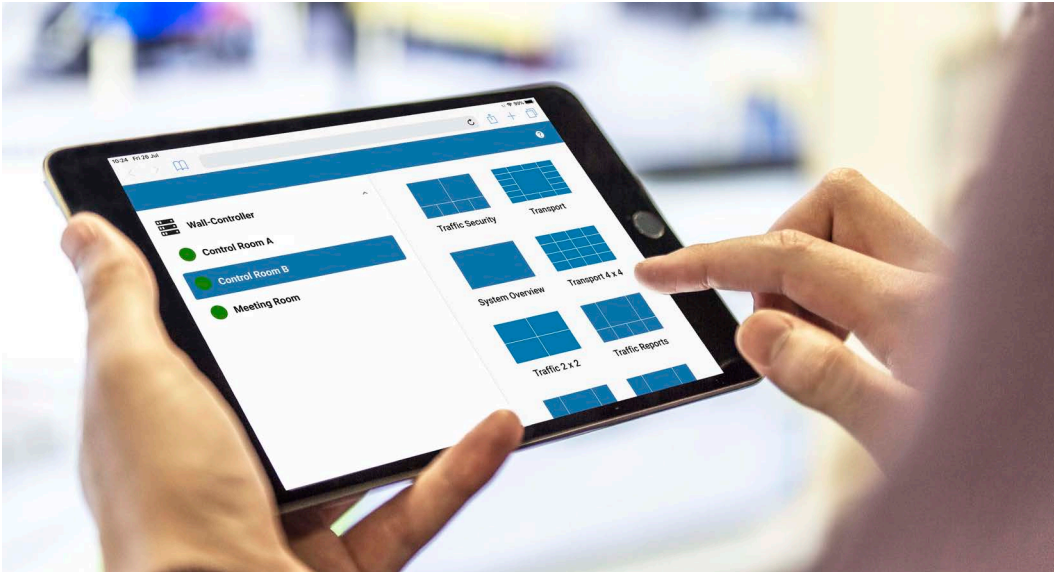 10:24 Fri 26 Jul
90%
Wall-Controller
Control Room A
Control Room B
Meeting Room
Traffic Security
Transport
System Overview
Transport 4 x 4
Traffic 2 x 2
Traffic Reports